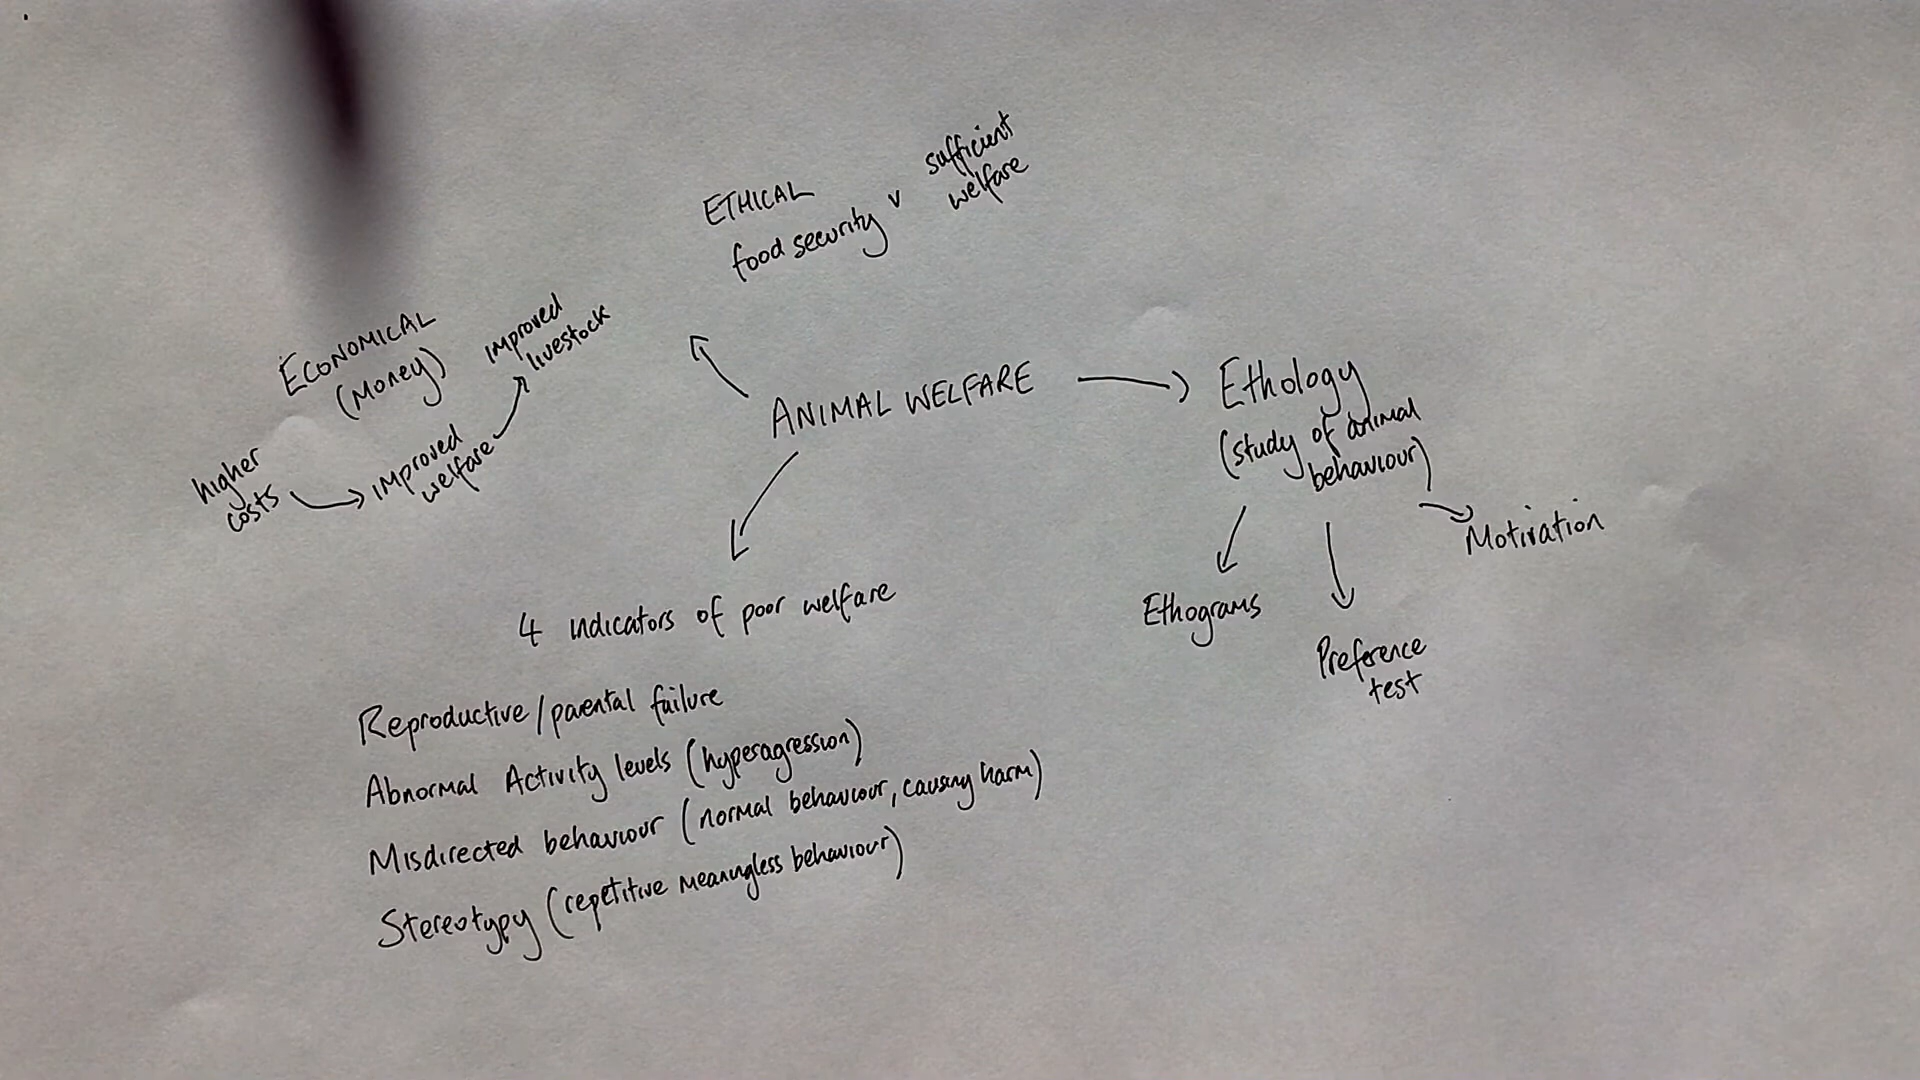 ETHICAL
food security v sufficient
welfare
ECONOMICAL
(Money)
higher
costs
improved
welfare
improved
livestock
ANIMAL WELFARE
Ethology
(study of animal
behaviour)
Ethograms
Preference
test
Motivation
4 indicators of poor welfare
Reproductive/parental failure
Abnormal Activity levels (hyperagression)
Misdirected behaviour (normal behaviour, causing harm)
Stereotypy (repetitive meaningless behaviour)